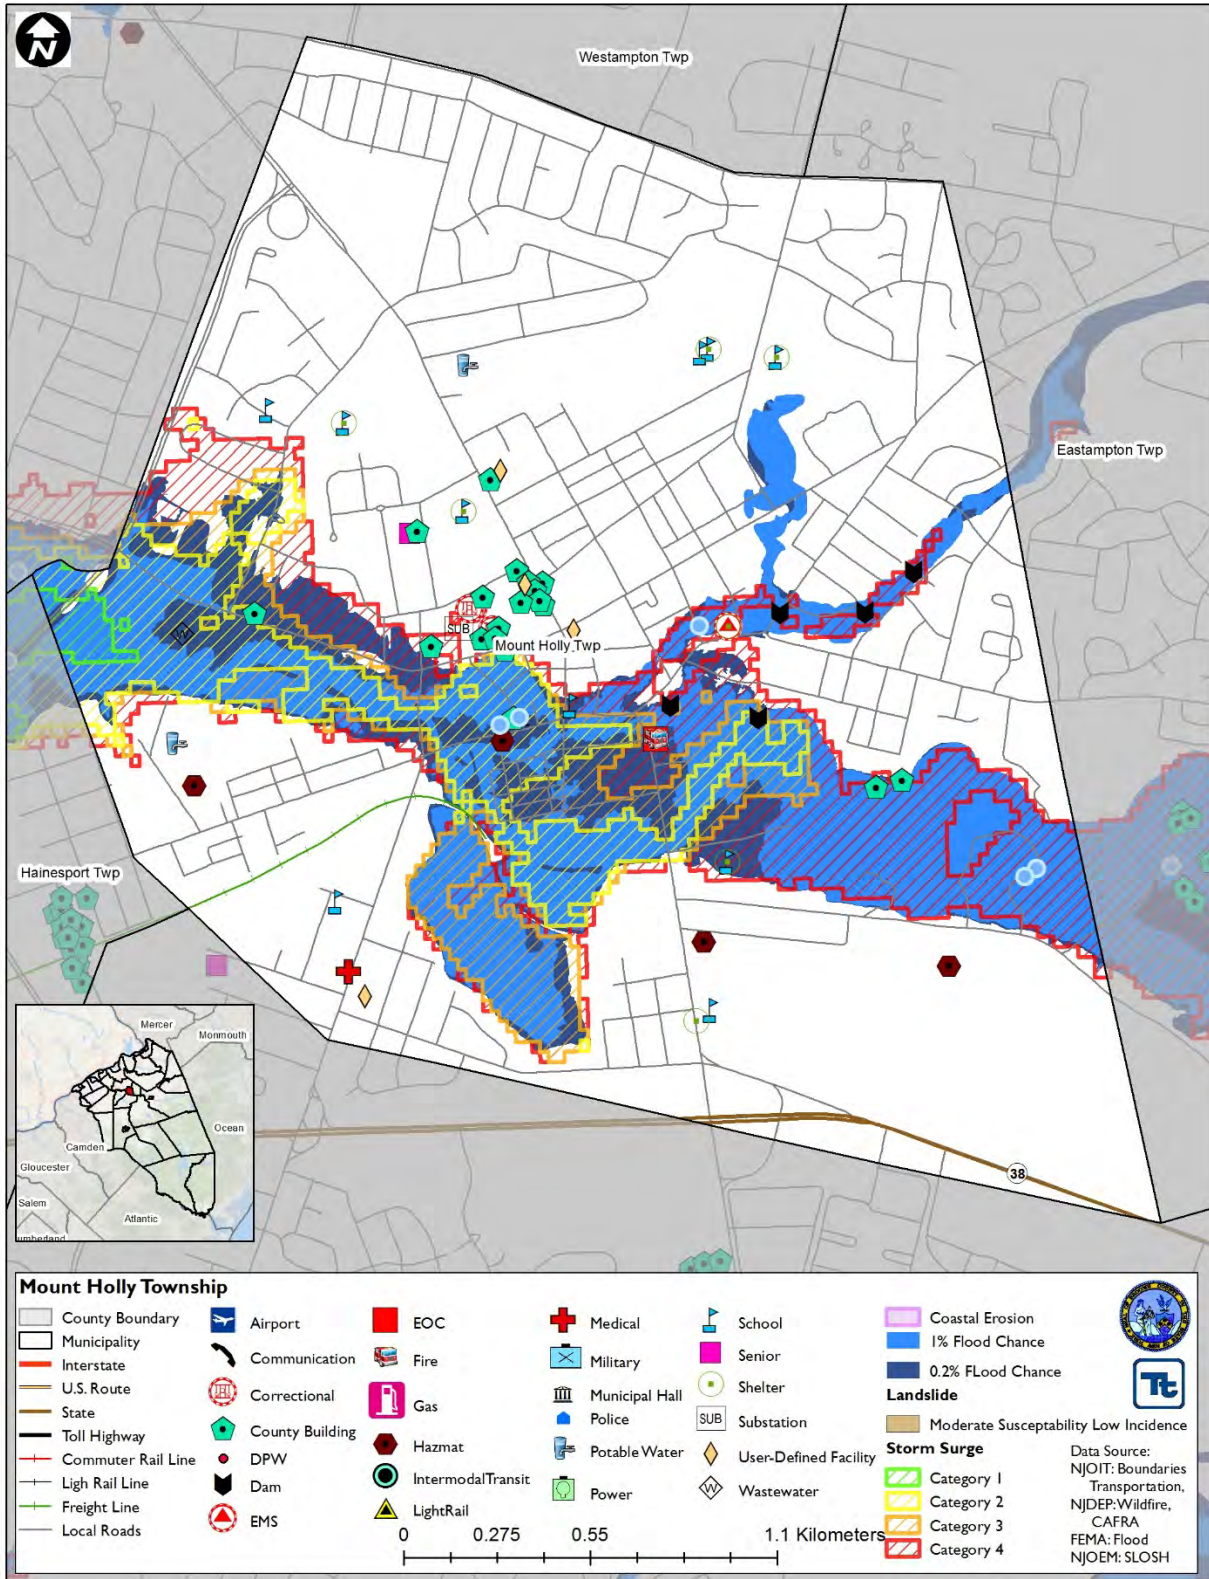 N
Westampton Twp
Eastampton Twp
SUB
Mount Holly Twp
W
Hainesport Twp
38
Mercer
Monmouth
Ocean
Camden
Gloucester
Salem
Atlantic
umberland
Mount Holly Township
County Boundary
Municipality
Interstate
U.S. Route
State
Toll Highway
Commuter Rail Line
Ligh Rail Line
Freight Line
Local Roads
Airport
Communication
Correctional
County Building
DPW
Dam
EMS
EOC
Fire
Gas
Hazmat
IntermodalTransit
LightRail
Medical
Military
Municipal Hall
Police
Potable Water
Power
School
Senior
Shelter
SUB Substation
User-Defined Facility
W Wastewater
Coastal Erosion
1% Flood Chance
0.2% FLood Chance
Landslide
Moderate Susceptability Low Incidence
Storm Surge
Category 1
Category 2
Category 3
Category 4
Data Source:
NJOIT: Boundaries
Transportation,
NJDEP: Wildfire,
CAFRA
FEMA: Flood
NJOEM: SLOSH
0 0.275 0.55 1.1 Kilometers
Tt